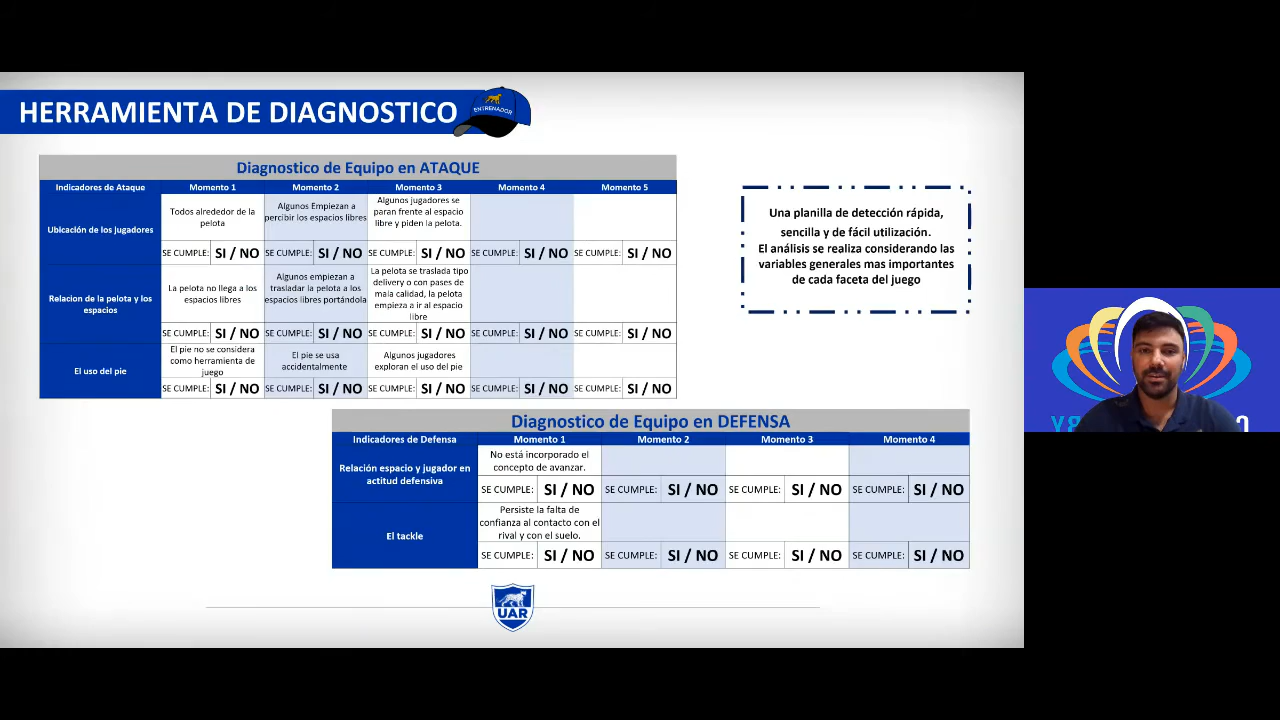 HERRAMIENTA DE DIAGNOSTICO
ENTRENADOR
Diagnostico de Equipo en ATAQUE
Indicadores de Ataque Momento 1 Momento 2 Momento 3 Momento 4 Momento 5
Ubicación de los jugadores
Todos alrededor de la
pelota
Algunos Empiezan a
percibir los espacios libres
Algunos jugadores se
paran frente al espacio
libre y piden la pelota.
SE CUMPLE: SI / NO SE CUMPLE: SI / NO SE CUMPLE: SI / NO SE CUMPLE: SI / NO SE CUMPLE: SI / NO
Relacion de la pelota y los
espacios
La pelota no llega a los
espacios libres
Algunos empiezan a
trasladar la pelota a los
espacios libres portándola
La pelota se traslada tipo
delivery o con pases de
mala calidad, la pelota
empieza a ir al espacio
libre
SE CUMPLE: SI / NO SE CUMPLE: SI / NO SE CUMPLE: SI / NO SE CUMPLE: SI / NO SE CUMPLE: SI / NO
El uso del pie
El pie no se considera
como herramienta de
juego
El pie se usa
accidentalmente
Algunos jugadores
exploran el uso del pie
SE CUMPLE: SI / NO SE CUMPLE: SI / NO SE CUMPLE: SI / NO SE CUMPLE: SI / NO SE CUMPLE: SI / NO
Una planilla de detección rápida,
sencilla y de fácil utilización.
El análisis se realiza considerando las
variables generales mas importantes
de cada faceta del juego
Diagnostico de Equipo en DEFENSA
Indicadores de Defensa Momento 1 Momento 2 Momento 3 Momento 4
Relación espacio y jugador en
actitud defensiva
No está incorporado el
concepto de avanzar.
SE CUMPLE: SI / NO SE CUMPLE: SI / NO SE CUMPLE: SI / NO SE CUMPLE: SI / NO
El tackle
Persiste la falta de
confianza al contacto con el
rival y con el suelo.
SE CUMPLE: SI / NO SE CUMPLE: SI / NO SE CUMPLE: SI / NO SE CUMPLE: SI / NO
UAR